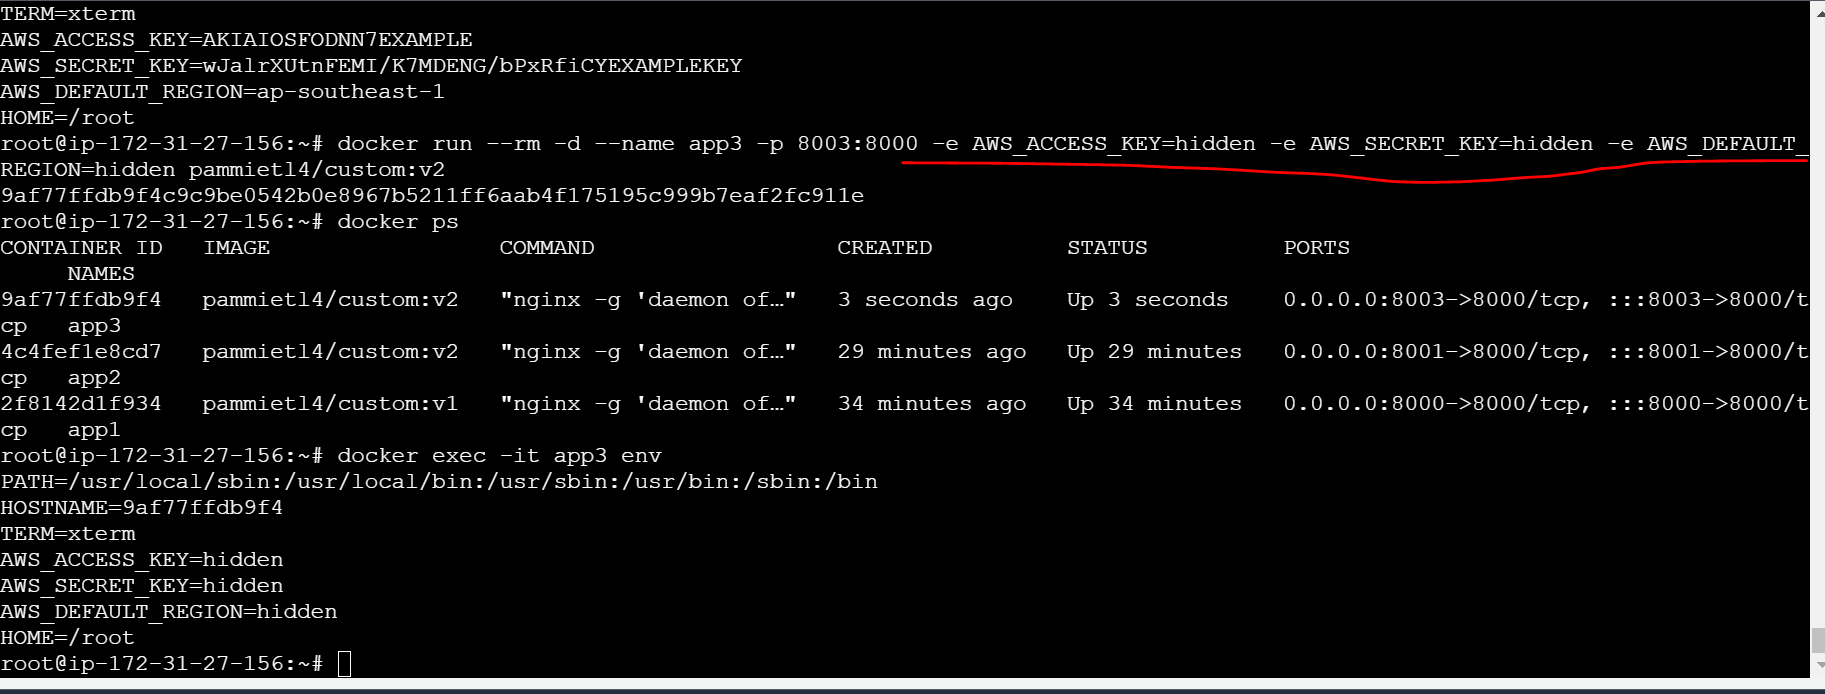 TERM=xterm
AWS_ACCESS_KEY=AKIAIOSFODNN7EXAMPLE
AWS_SECRET_KEY=wJalrXUtnFEMI/K7MDENG/bPxRfiCYEXAMPLEKEY
AWS_DEFAULT_REGION=ap-southeast-1
HOME=/root
root@ip-172-31-27-156:~# docker run --rm -d --name app3 -p 8003:8000 -e AWS_ACCESS_KEY=hidden -e AWS_SECRET_KEY=hidden -e AWS_DEFAULT_
REGION=hidden pammietl4/custom:v2
9af77ffdb9f4c9c9be0542b0e8967b5211ff6aab4f175195c999b7eaf2fc911e
root@ip-172-31-27-156:~# docker ps
CONTAINER ID   IMAGE                 COMMAND                  CREATED          STATUS          PORTS
     NAMES
9af77ffdb9f4   pammietl4/custom:v2   "nginx -g 'daemon of…"   3 seconds ago    Up 3 seconds    0.0.0.0:8003->8000/tcp, :::8003->8000/t
cp   app3
4c4fef1e8cd7   pammietl4/custom:v2   "nginx -g 'daemon of…"   29 minutes ago   Up 29 minutes   0.0.0.0:8001->8000/tcp, :::8001->8000/t
cp   app2
2f8142d1f934   pammietl4/custom:v1   "nginx -g 'daemon of…"   34 minutes ago   Up 34 minutes   0.0.0.0:8000->8000/tcp, :::8000->8000/t
cp   app1
root@ip-172-31-27-156:~# docker exec -it app3 env
PATH=/usr/local/sbin:/usr/local/bin:/usr/sbin:/usr/bin:/sbin:/bin
HOSTNAME=9af77ffdb9f4
TERM=xterm
AWS_ACCESS_KEY=hidden
AWS_SECRET_KEY=hidden
AWS_DEFAULT_REGION=hidden
HOME=/root
root@ip-172-31-27-156:~#